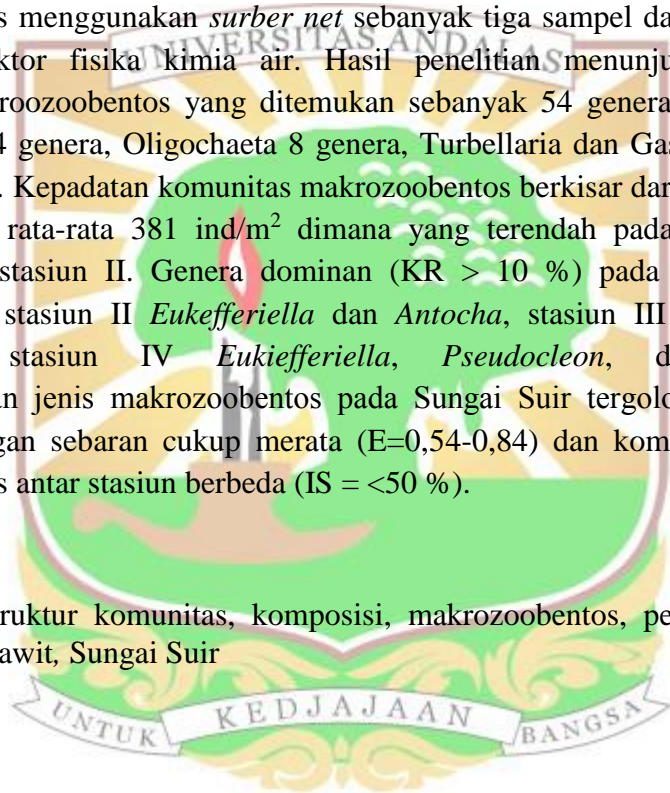 s menggunakan surber net sebanyak tiga sampel da
UNIVERSITAS ANDALAS
ktor fisika kimia air. Hasil penelitian menunju
roozoobentos yang ditemukan sebanyak 54 genera
4 genera, Oligochaeta 8 genera, Turbellaria dan Gas
. Kepadatan komunitas makrozoobentos berkisar dar
rata-rata 381 ind/m² dimana yang terendah pada
stasiun II. Genera dominan (KR > 10 %) pada
stasiun II Eukefferiella dan Antocha, stasiun III
stasiun IV Eukiefferiella, Pseudocleon, d
an jenis makrozoobentos pada Sungai Suir tergolo
gan sebaran cukup merata (E=0,54-0,84) dan kom
s antar stasiun berbeda (IS = <50 %).
ruktur komunitas, komposisi, makrozoobentos, pe
awit, Sungai Suir
UNTUK KEDJAJAAN BANGSA